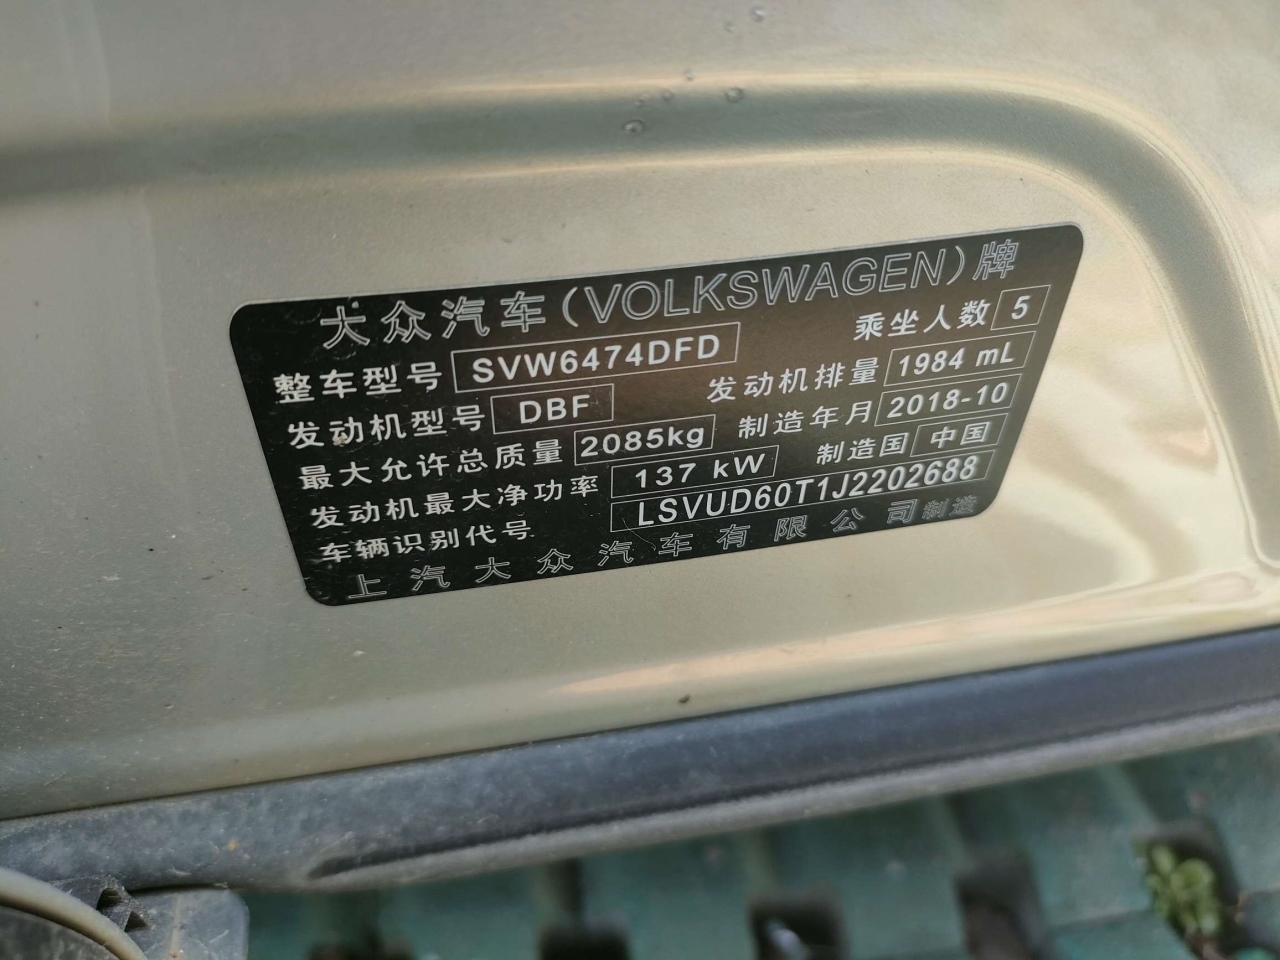 大众汽车(VOLKSWAGEN)牌
整车型号 SVW6474DFD 乘坐人数 5
发动机型号 DBF 发动机排量 1984 mL
最大允许总质量 2085kg 制造年月 2018-10
发动机最大净功率 137 kW 制造国 中国
车辆识别代号 LSVUD60T1J2202688
上汽大众汽车有限公司制造